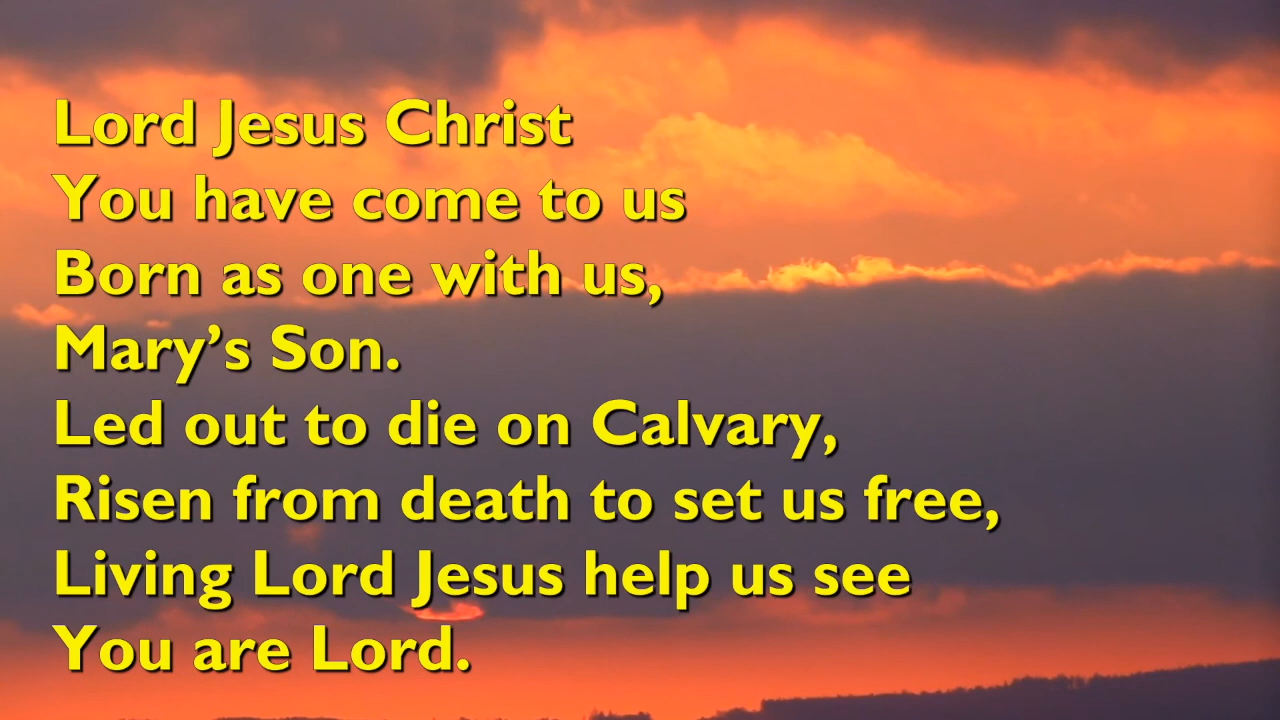 Lord Jesus Christ
You have come to us
Born as one with us,
Mary’s Son.
Led out to die on Calvary,
Risen from death to set us free,
Living Lord Jesus help us see
You are Lord.